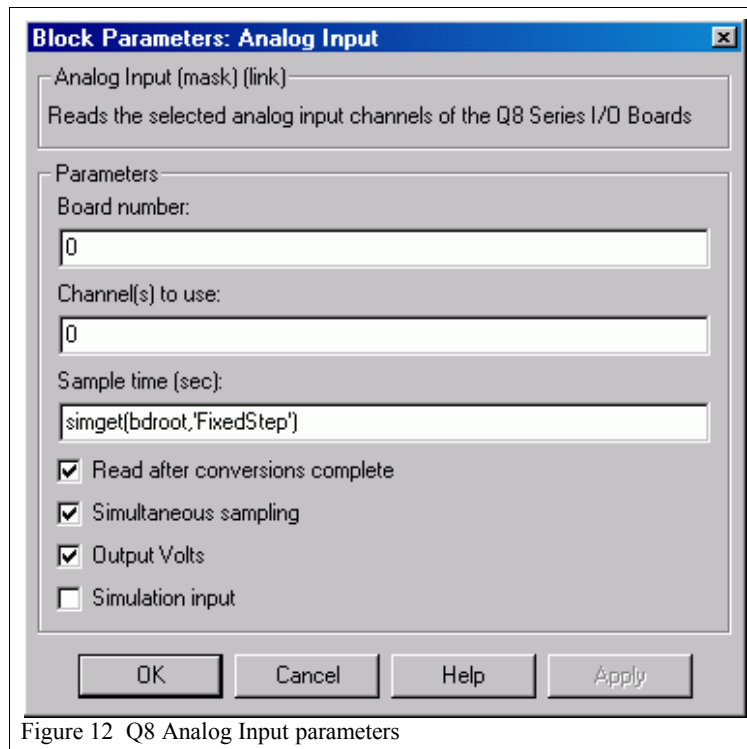 Block Parameters: Analog Input
Analog Input (mask) (link)
Reads the selected analog input channels of the Q8 Series I/O Boards
Parameters
Board number:
0
Channel(s) to use:
0
Sample time (sec):
simget(bdroot,'FixedStep')
Read after conversions complete
Simultaneous sampling
Output Volts
Simulation input
OK Cancel Help Apply
Figure 12 Q8 Analog Input parameters